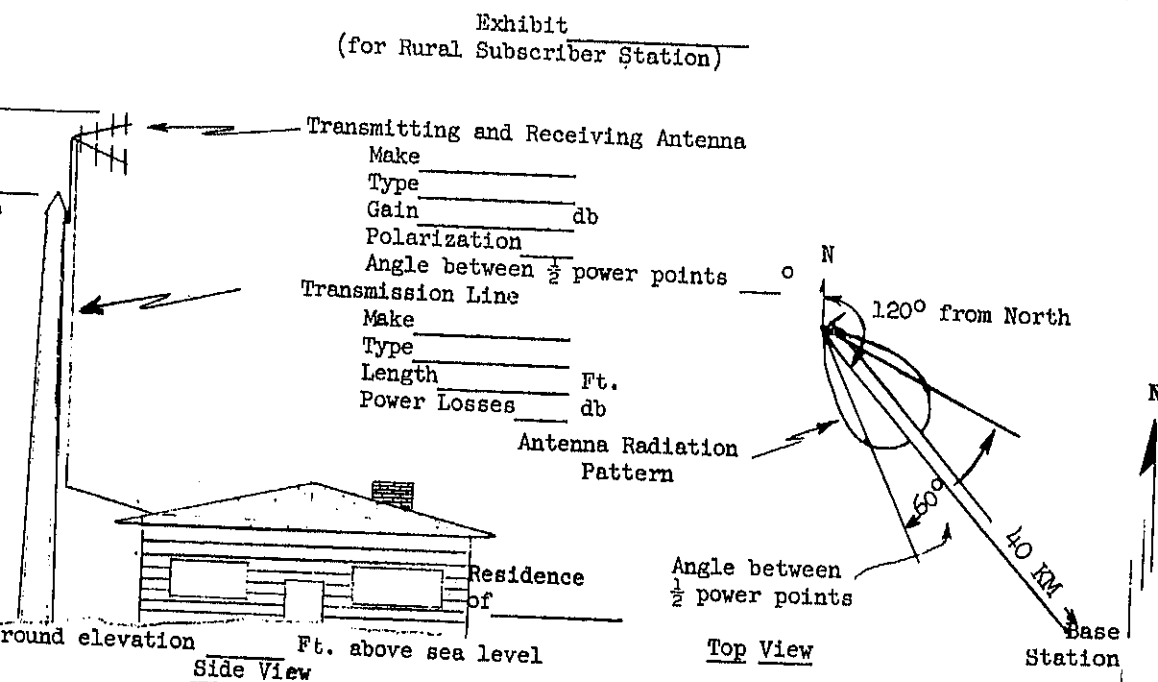 Exhibit
(for Rural Subscriber Station)
Transmitting and Receiving Antenna
Make
Type
Gain db
Polarization
Angle between ½ power points °
Transmission Line
Make
Type
Length Ft.
Power Losses db
N
120° from North
N
Antenna Radiation
Pattern
60°
40 KM
Angle between
½ power points
Base
Station
Top View
Residence
of
round elevation Ft. above sea level
Side View